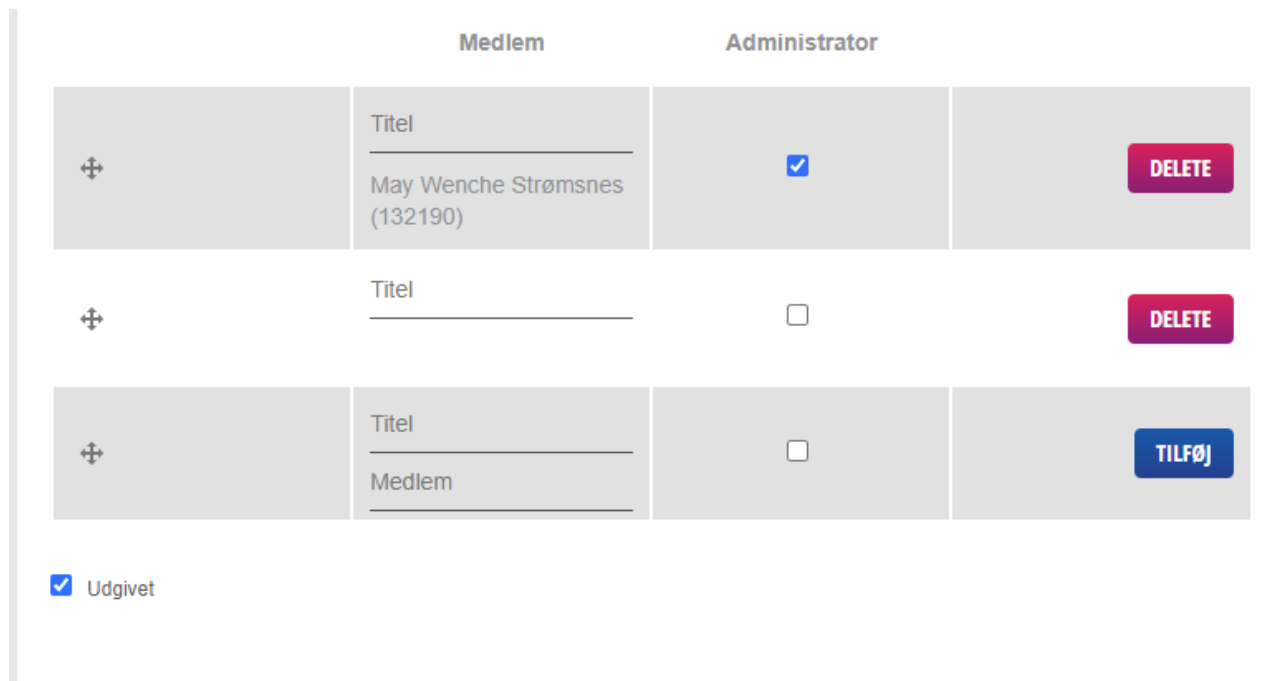 Medlem Administrator
Titel
May Wenche Strømsnes
(132190)
DELETE
Titel
DELETE
Titel
Medlem
TILFØJ
Udgivet